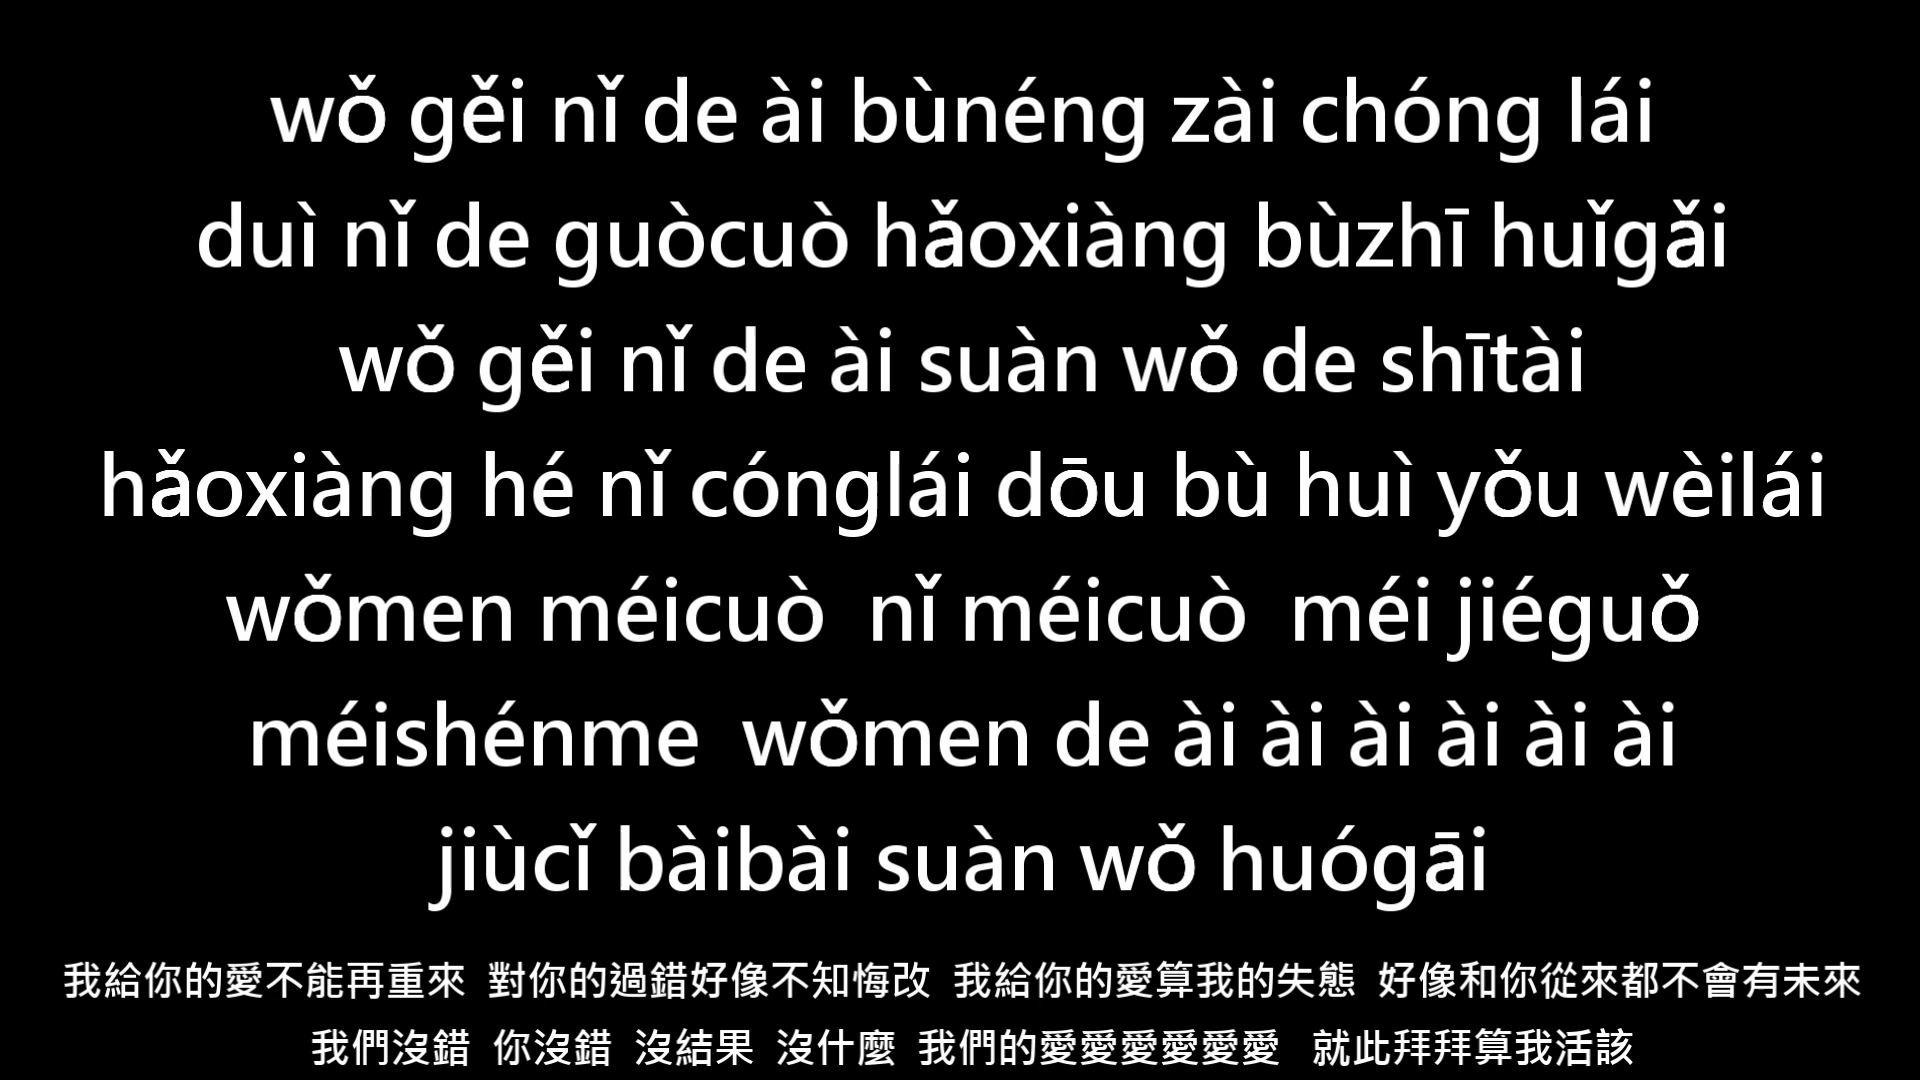 wǒ gěi nǐ de ài bùnéng zài chóng lái
duì nǐ de guòcuò hǎoxiàng bùzhī huǐgǎi
wǒ gěi nǐ de ài suàn wǒ de shītài
hǎoxiàng hé nǐ cónglái dōu bù huì yǒu wèilái
wǒmen méicuò  nǐ méicuò  méi jiéguǒ
méishénme  wǒmen de ài ài ài ài ài ài
jiùcǐ bàibài suàn wǒ huógāi
我給你的愛不能再重來  對你的過錯好像不知悔改  我給你的愛算我的失態  好像和你從來都不會有未來
我們沒錯  你沒錯  沒結果  沒什麼  我們的愛愛愛愛愛愛   就此拜拜算我活該